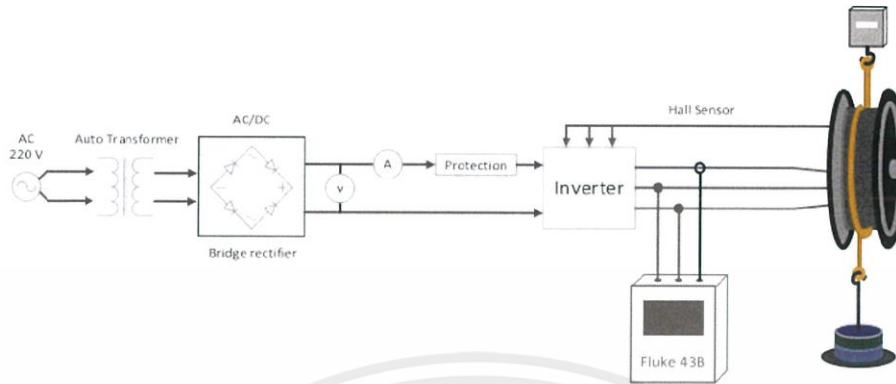 AC
220 V
Auto Transformer
AC/DC
Bridge rectifier
A
V
Protection
Hall Sensor
Inverter
Fluke 43B